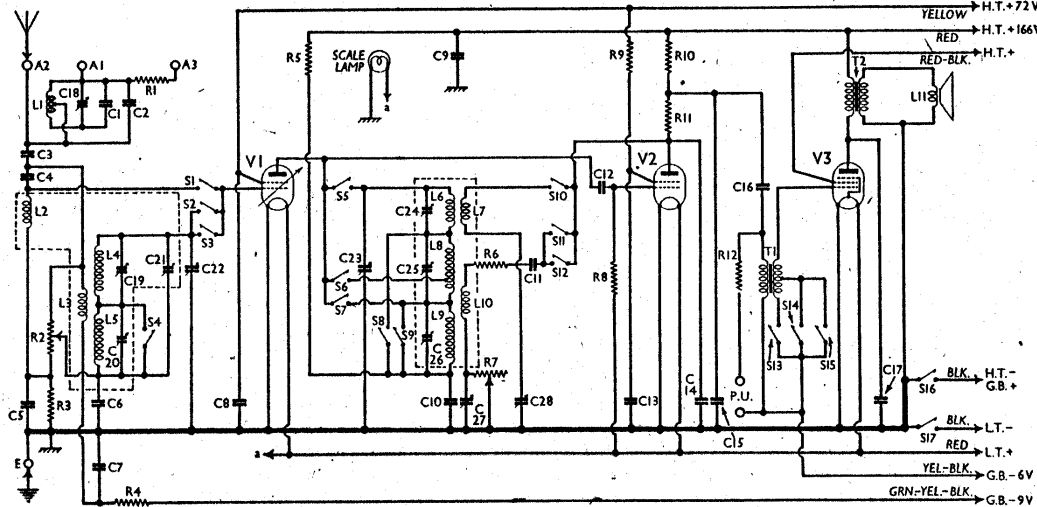 YELLOW H.T.+72V
RED H.T.+166V
RED-BLK. H.T.+
A2 A1 A3
R1
L1 C18 C1 C2
C3
C4
L2
S1
S2
S3
V1
R5
SCALE LAMP
a
C9
R9
R10
R11
T2
L11
V2
V3
C12
C16
S5
C24
L6
L7
S10
L8
S11
S12
L4
C19
C21
C22
C23
C25
S6
S7
R6
C11
R8
R12
T1
L3
L5
S4
R2
C20
S8
S9
L9
L10
C26
R7
S14
S13
S15
P.U.
C5
R3
C6
C8
C10
C27
C28
C13
C14
C15
C17
S16 BLK. H.T.-
G.B.+
S17 BLK. L.T.-
E
C7
a
RED L.T.+
YEL-BLK. G.B.-6V
R4
GRN-YEL-BLK. G.B.-9V